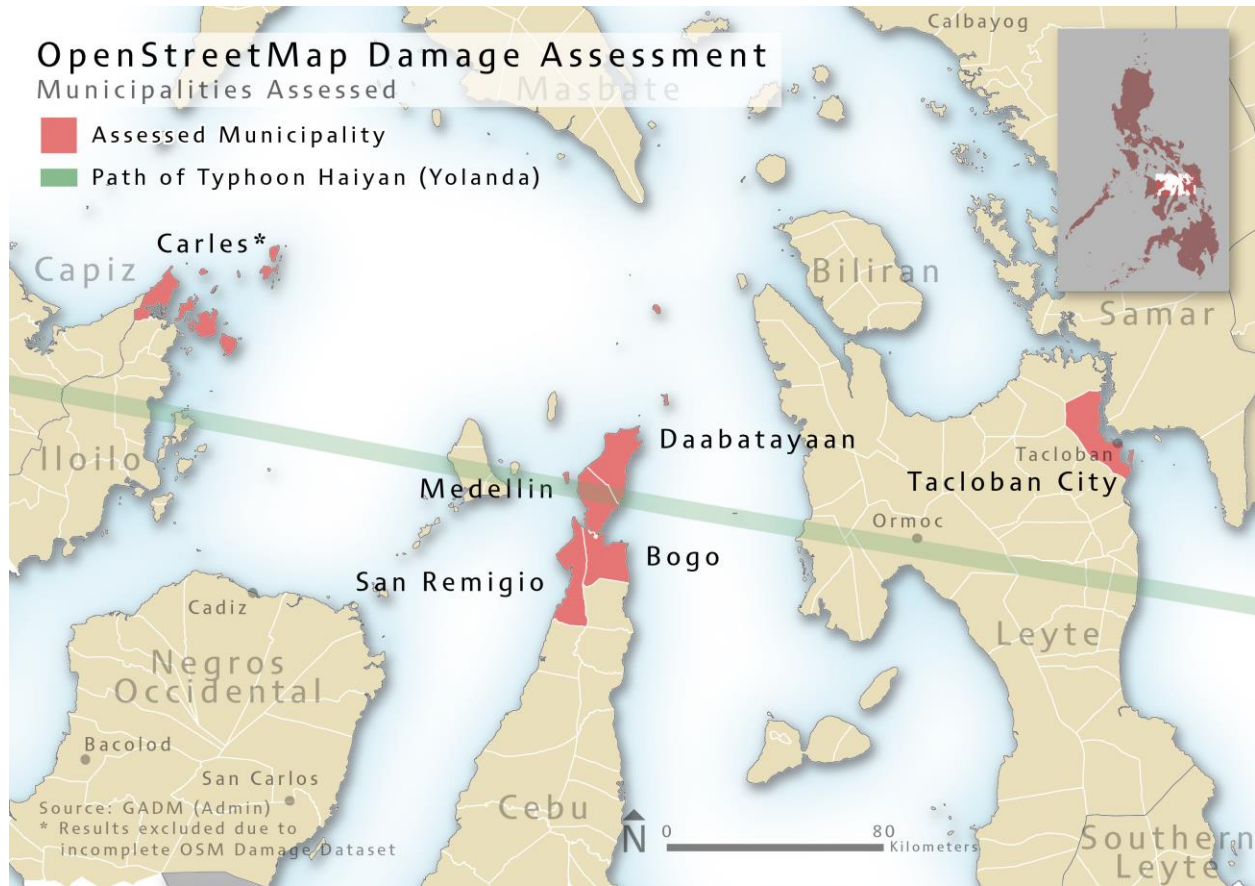 OpenStreetMap Damage Assessment
Municipalities Assessed
Assessed Municipality
Path of Typhoon Haiyan (Yolanda)
Masbate
Calbayog
Carles*
Capiz
Biliran
Samar
Iloilo
Daabatayaan
Medellin
Tacloban
Tacloban City
Ormoc
Bogo
San Remigio
Cadiz
Leyte
Negros
Occidental
Bacolod
San Carlos
Cebu
Source: GADM (Admin)
* Results excluded due to
incomplete OSM Damage Dataset
N
0 80
Kilometers
Southern
Leyte